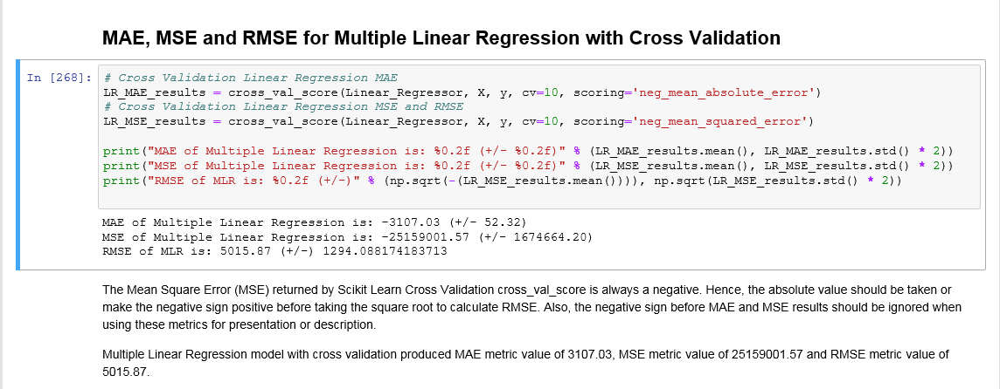 MAE, MSE and RMSE for Multiple Linear Regression with Cross Validation
In [268]: # Cross Validation Linear Regression MAE
LR_MAE_results = cross_val_score(Linear_Regressor, X, y, cv=10, scoring='neg_mean_absolute_error')
# Cross Validation Linear Regression MSE and RMSE
LR_MSE_results = cross_val_score(Linear_Regressor, X, y, cv=10, scoring='neg_mean_squared_error')
print("MAE of Multiple Linear Regression is: %0.2f (+/- %0.2f)" % (LR_MAE_results.mean(), LR_MAE_results.std() * 2))
print("MSE of Multiple Linear Regression is: %0.2f (+/- %0.2f)" % (LR_MSE_results.mean(), LR_MSE_results.std() * 2))
print("RMSE of MLR is: %0.2f (+/-)" % (np.sqrt(-(LR_MSE_results.mean()))), np.sqrt(LR_MSE_results.std() * 2))
MAE of Multiple Linear Regression is: -3107.03 (+/- 52.32)
MSE of Multiple Linear Regression is: -25159001.57 (+/- 1674664.20)
RMSE of MLR is: 5015.87 (+/-) 1294.088174183713
The Mean Square Error (MSE) returned by Scikit Learn Cross Validation cross_val_score is always a negative. Hence, the absolute value should be taken or
make the negative sign positive before taking the square root to calculate RMSE. Also, the negative sign before MAE and MSE results should be ignored when
using these metrics for presentation or description.
Multiple Linear Regression model with cross validation produced MAE metric value of 3107.03, MSE metric value of 25159001.57 and RMSE metric value of
5015.87.